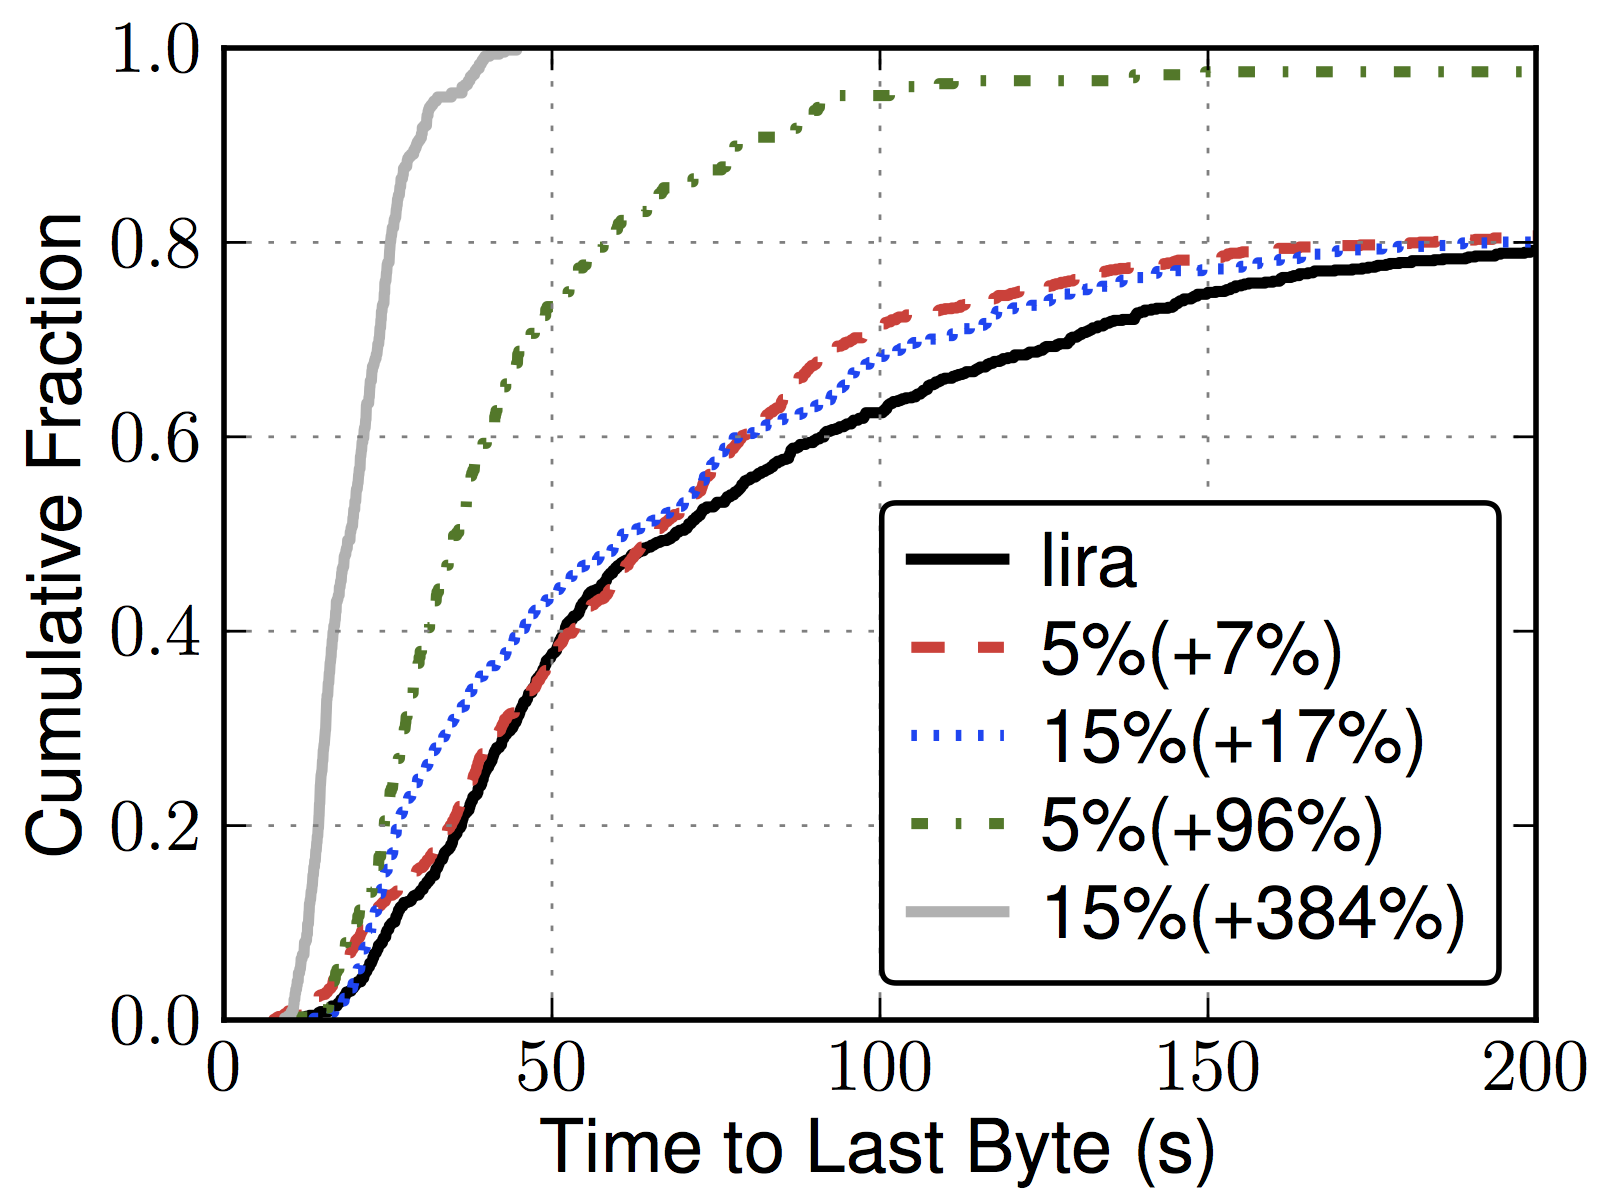 1.0
0.8
0.6
0.4
0.2
0.0
Cumulative Fraction
lira
5%(+7%)
15%(+17%)
5%(+96%)
15%(+384%)
0 50 100 150 200
Time to Last Byte (s)